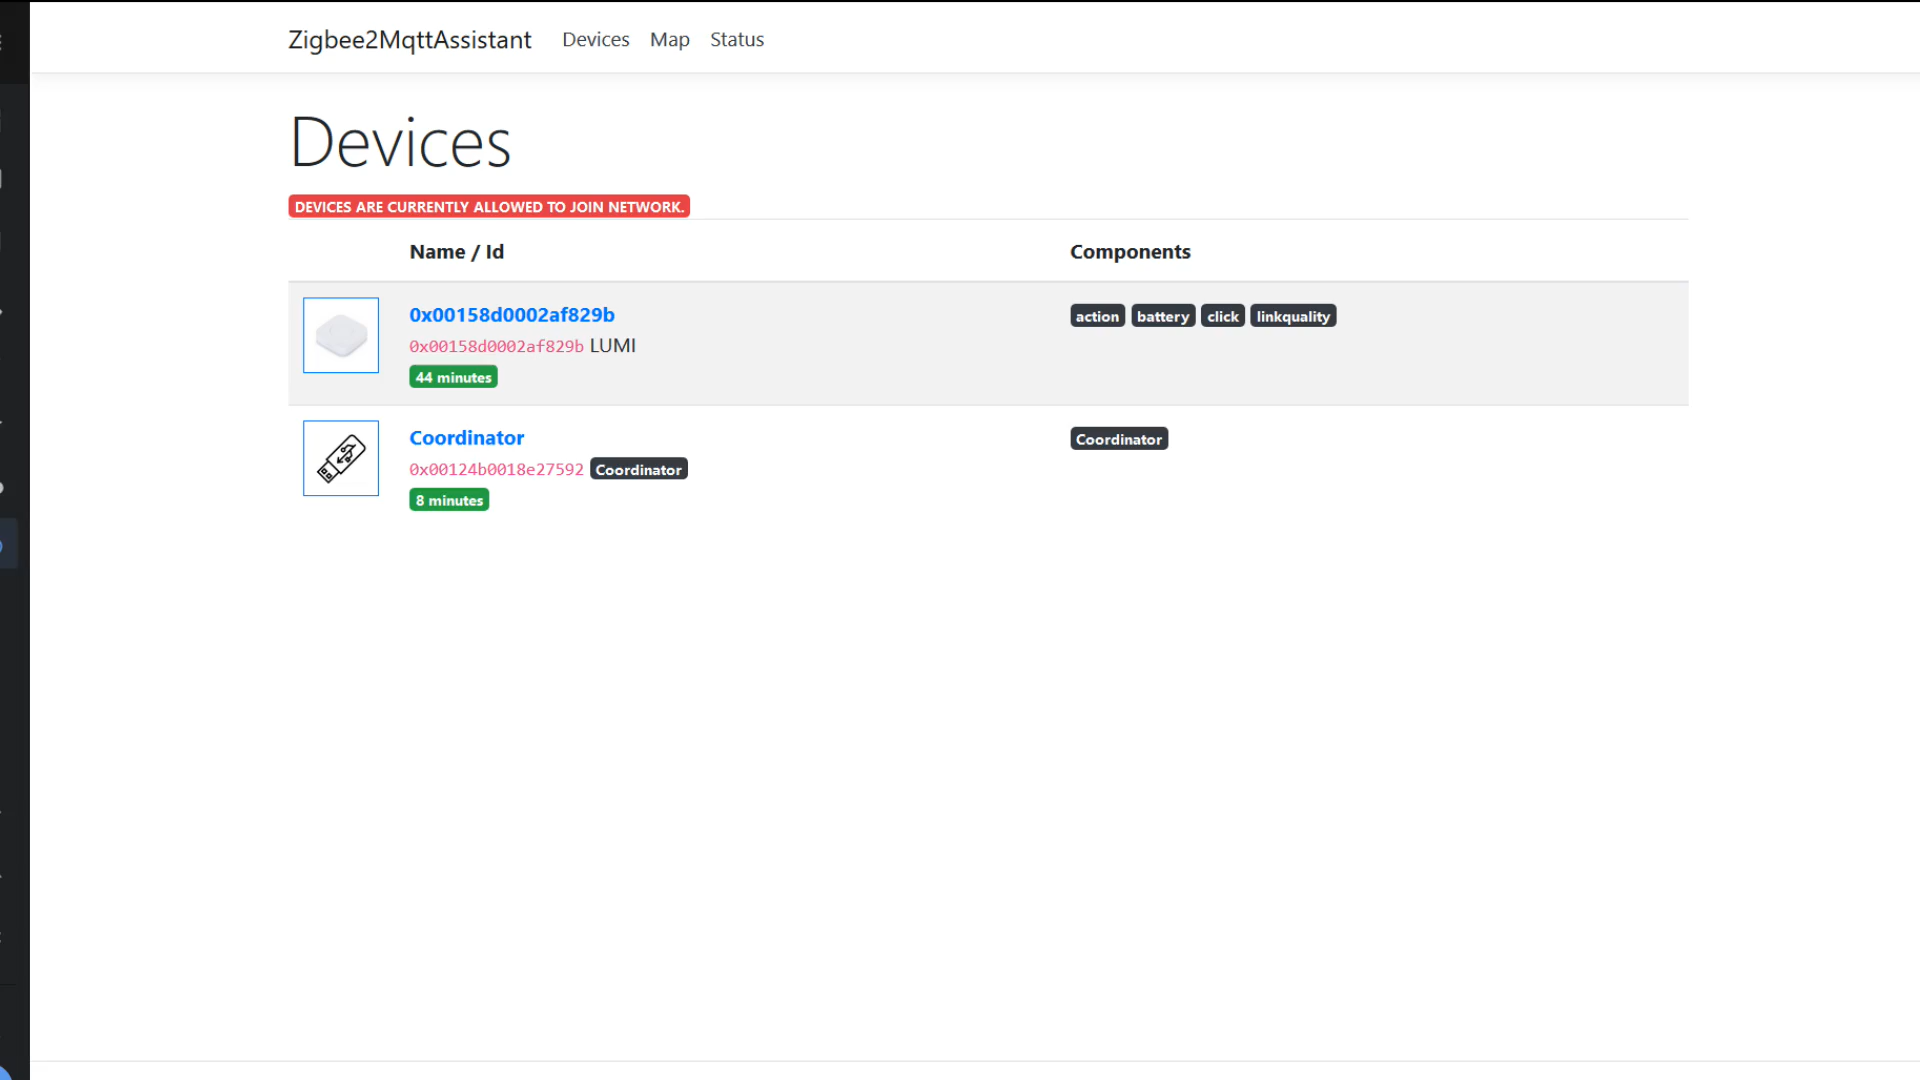 Zigbee2MqttAssistant Devices Map Status
Devices
DEVICES ARE CURRENTLY ALLOWED TO JOIN NETWORK.
Name / Id Components
0x00158d0002af829b action battery click linkquality
0x00158d0002af829b LUMI
44 minutes
Coordinator Coordinator
0x00124b0018e27592 Coordinator
8 minutes